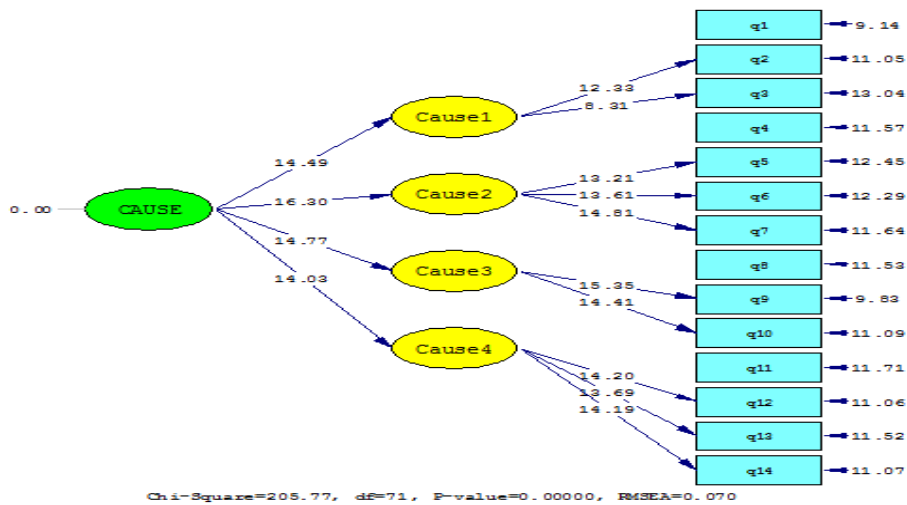 q1 9.14
q2 11.05
12.33
q3 13.04
8.31
Cause1
q4 11.57
14.49
q5 12.45
13.21
Cause2
q6 12.29
13.61
16.30
0.00 CAUSE
q7 11.64
14.81
14.77
q8 11.53
Cause3
14.03
15.35
q9 9.83
14.41
q10 11.09
Cause4
q11 11.71
14.20
13.69
q12 11.06
14.19
q13 11.52
q14 11.07
Chi-Square=205.77, df=71, P-value=0.00000, RMSEA=0.070